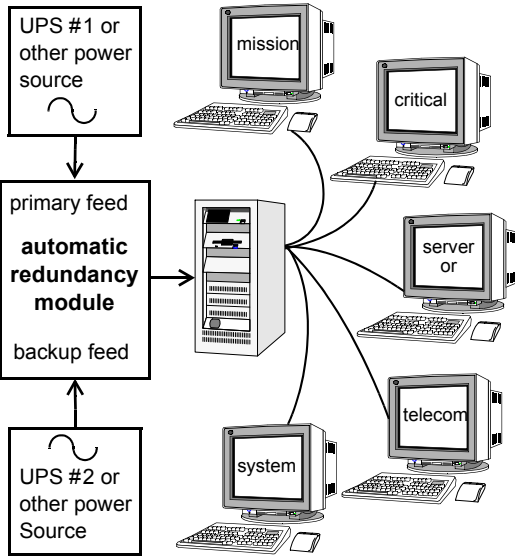 UPS #1 or
other power
source
primary feed
automatic
redundancy
module
backup feed
UPS #2 or
other power
Source
mission
critical
server
or
telecom
system